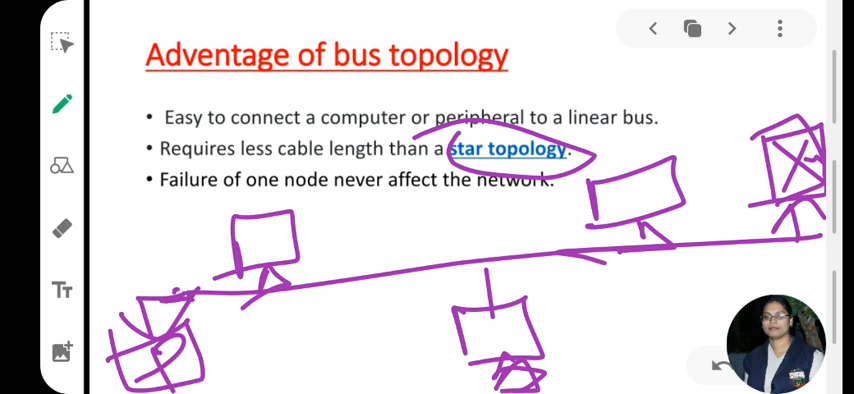 Adventage of bus topology
• Easy to connect a computer or peripheral to a linear bus.
• Requires less cable length than a star topology.
• Failure of one node never affect the network.
TT